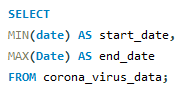 SELECT
MIN(date) AS start_date,
MAX(Date) AS end_date
FROM corona_virus_data;